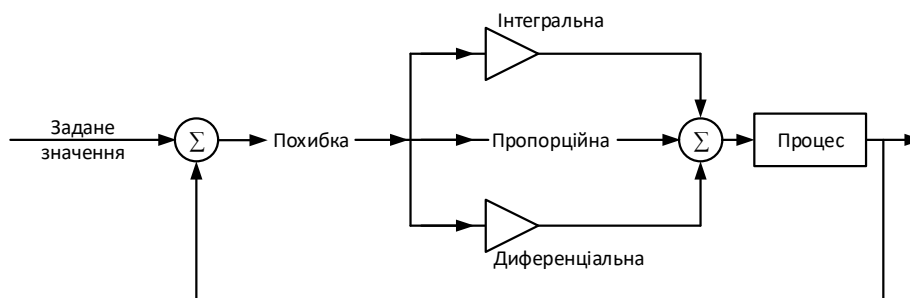 Інтегральна
Задане
значення
Σ
Похибка
Пропорційна
Σ
Процес
Диференціальна